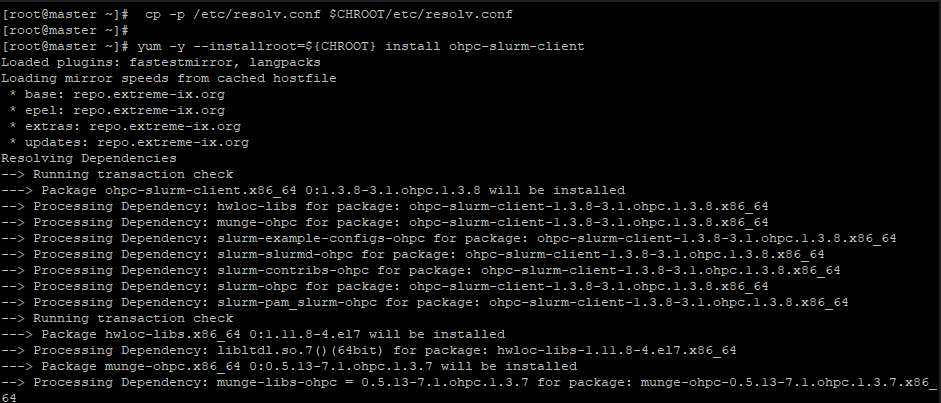 [root@master ~]#  cp -p /etc/resolv.conf $CHROOT/etc/resolv.conf
[root@master ~]#
[root@master ~]# yum -y --installroot=${CHROOT} install ohpc-slurm-client
Loaded plugins: fastestmirror, langpacks
Loading mirror speeds from cached hostfile
 * base: repo.extreme-ix.org
 * epel: repo.extreme-ix.org
 * extras: repo.extreme-ix.org
 * updates: repo.extreme-ix.org
Resolving Dependencies
--> Running transaction check
---> Package ohpc-slurm-client.x86_64 0:1.3.8-3.1.ohpc.1.3.8 will be installed
--> Processing Dependency: hwloc-libs for package: ohpc-slurm-client-1.3.8-3.1.ohpc.1.3.8.x86_64
--> Processing Dependency: munge-ohpc for package: ohpc-slurm-client-1.3.8-3.1.ohpc.1.3.8.x86_64
--> Processing Dependency: slurm-example-configs-ohpc for package: ohpc-slurm-client-1.3.8-3.1.ohpc.1.3.8.x86_64
--> Processing Dependency: slurm-slurmd-ohpc for package: ohpc-slurm-client-1.3.8-3.1.ohpc.1.3.8.x86_64
--> Processing Dependency: slurm-contribs-ohpc for package: ohpc-slurm-client-1.3.8-3.1.ohpc.1.3.8.x86_64
--> Processing Dependency: slurm-ohpc for package: ohpc-slurm-client-1.3.8-3.1.ohpc.1.3.8.x86_64
--> Processing Dependency: slurm-pam_slurm-ohpc for package: ohpc-slurm-client-1.3.8-3.1.ohpc.1.3.8.x86_64
--> Running transaction check
---> Package hwloc-libs.x86_64 0:1.11.8-4.el7 will be installed
--> Processing Dependency: libltdl.so.7()(64bit) for package: hwloc-libs-1.11.8-4.el7.x86_64
---> Package munge-ohpc.x86_64 0:0.5.13-7.1.ohpc.1.3.7 will be installed
--> Processing Dependency: munge-libs-ohpc = 0.5.13-7.1.ohpc.1.3.7 for package: munge-ohpc-0.5.13-7.1.ohpc.1.3.7.x86_
64